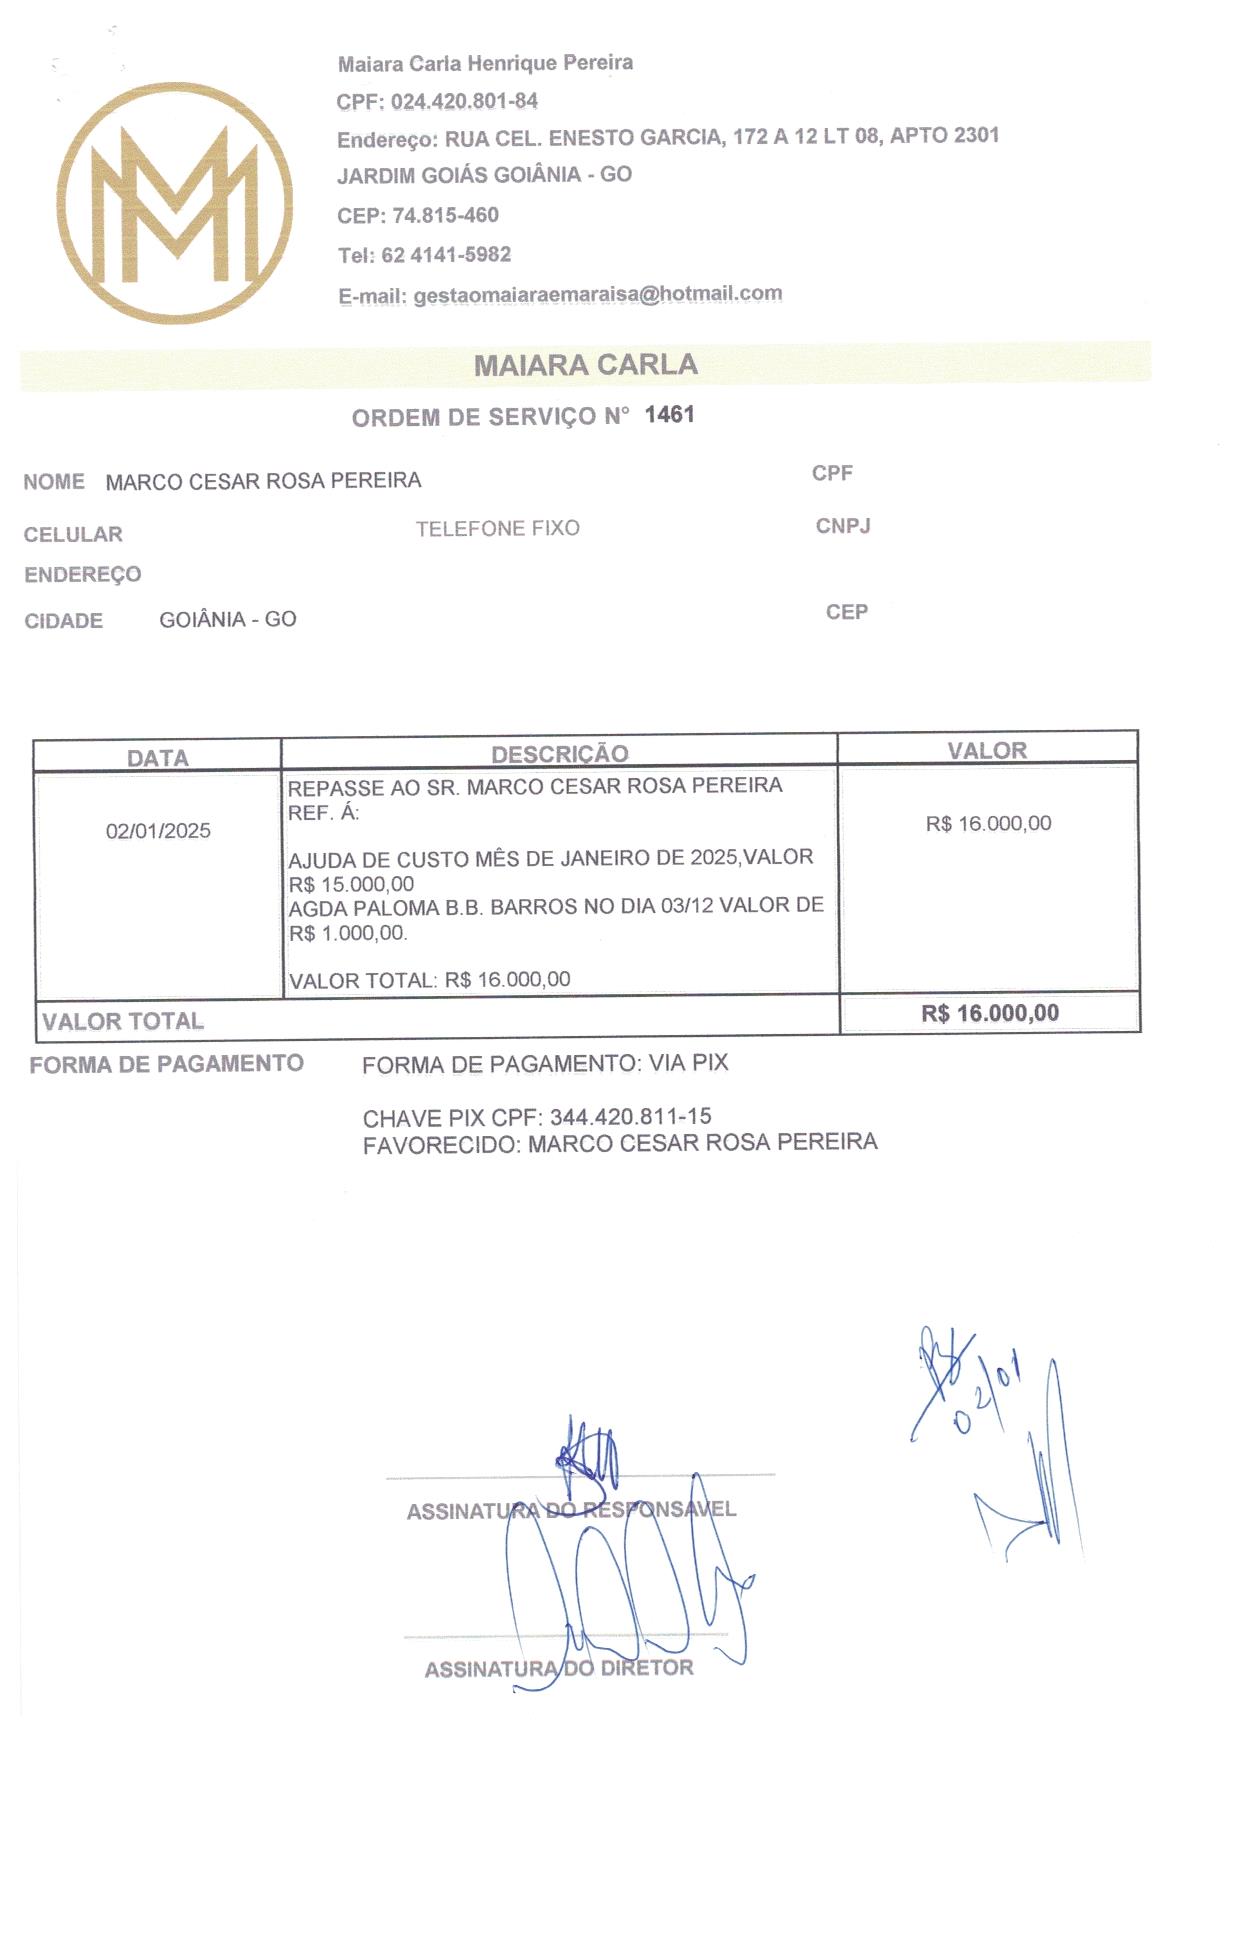 Maiara Carla Henrique Pereira
CPF: 024.420.801-84
Endereço: RUA CEL. ENESTO GARCIA, 172 A 12 LT 08, APTO 2301
JARDIM GOIÁS GOIÂNIA - GO
CEP: 74.815-460
Tel: 62 4141-5982
E-mail: gestaomaiaraemaraisa@hotmail.com
MAIARA CARLA
ORDEM DE SERVIÇO N° 1461
NOME MARCO CESAR ROSA PEREIRA CPF
CELULAR TELEFONE FIXO CNPJ
ENDEREÇO
CIDADE GOIÂNIA - GO CEP
DATA DESCRIÇÃO VALOR
REPASSE AO SR. MARCO CESAR ROSA PEREIRA
REF. Á:
02/01/2025 R$ 16.000,00
AJUDA DE CUSTO MÊS DE JANEIRO DE 2025,VALOR
R$ 15.000,00
AGDA PALOMA B.B. BARROS NO DIA 03/12 VALOR DE
R$ 1.000,00.
VALOR TOTAL: R$ 16.000,00
VALOR TOTAL R$ 16.000,00
FORMA DE PAGAMENTO FORMA DE PAGAMENTO: VIA PIX
CHAVE PIX CPF: 344.420.811-15
FAVORECIDO: MARCO CESAR ROSA PEREIRA
02/01
ASSINATURA DO RESPONSAVEL
ASSINATURA DO DIRETOR